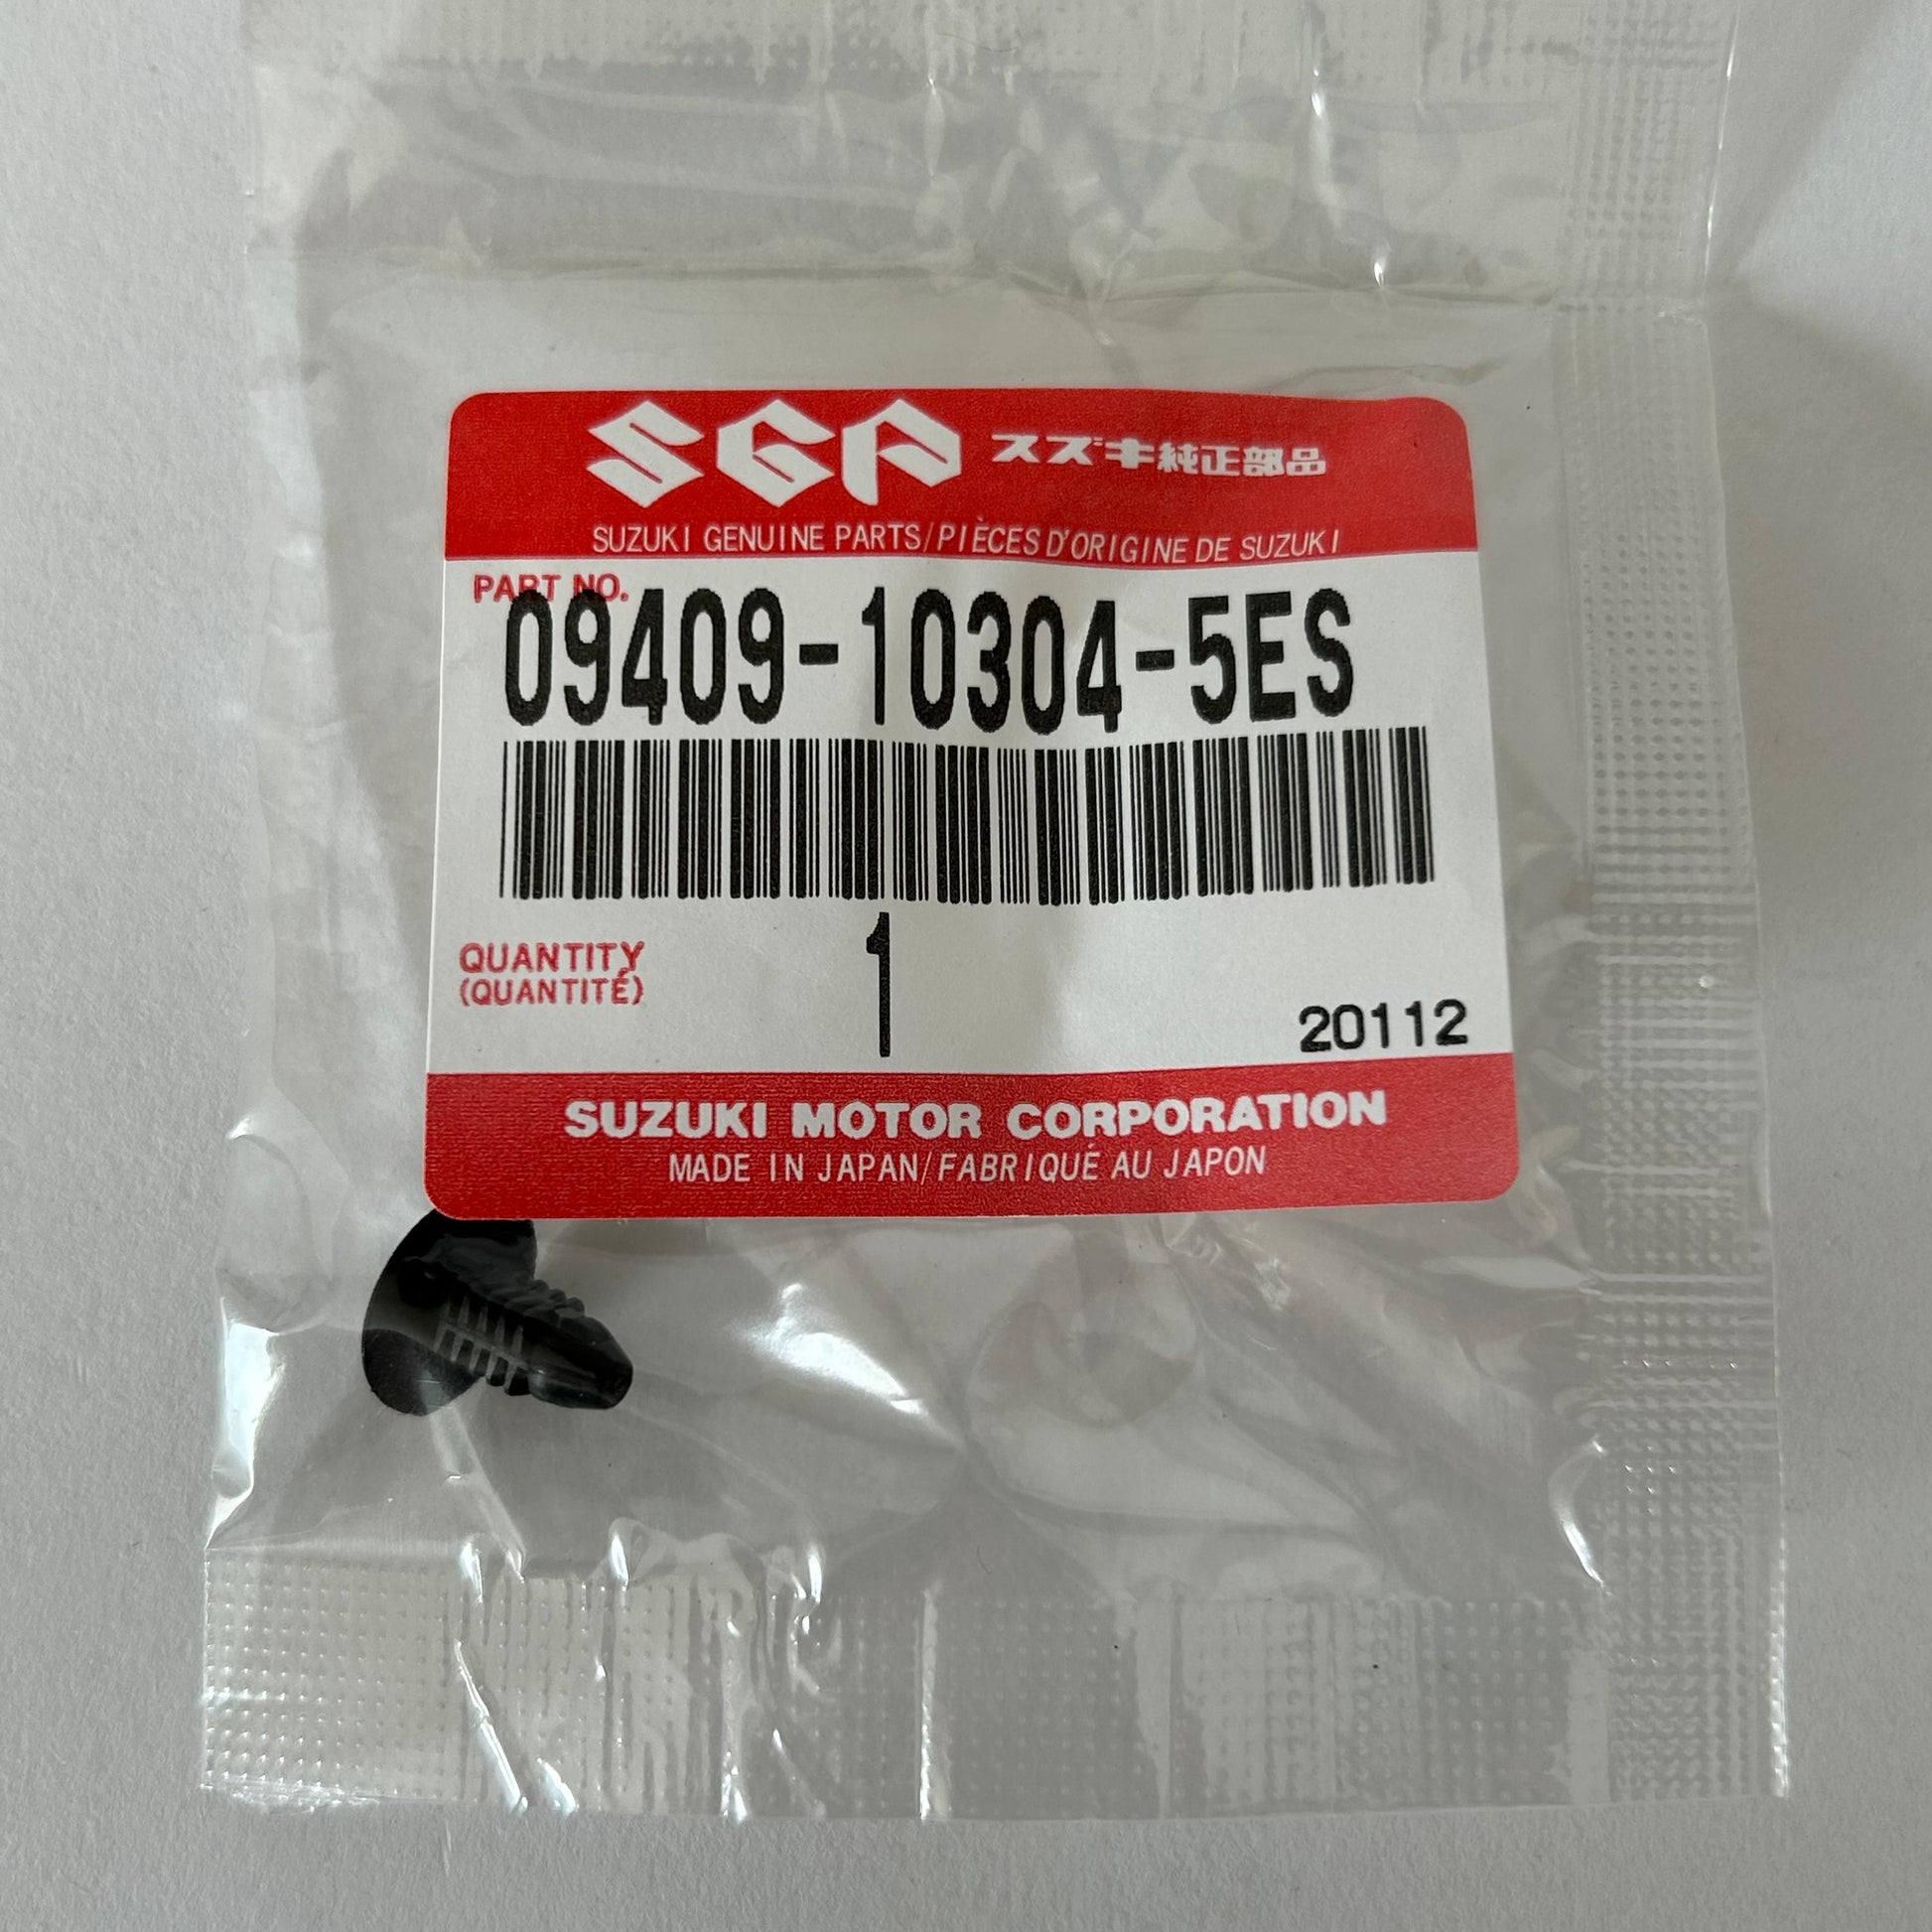 SGP スズキ純正部品
SUZUKI GENUINE PARTS/PIÈCES D'ORIGINE DE SUZUKI
PART NO.
09409-10304-5ES
QUANTITY 1
(QUANTITÉ)
20112
SUZUKI MOTOR CORPORATION
MADE IN JAPAN/FABRIQUÉ AU JAPON